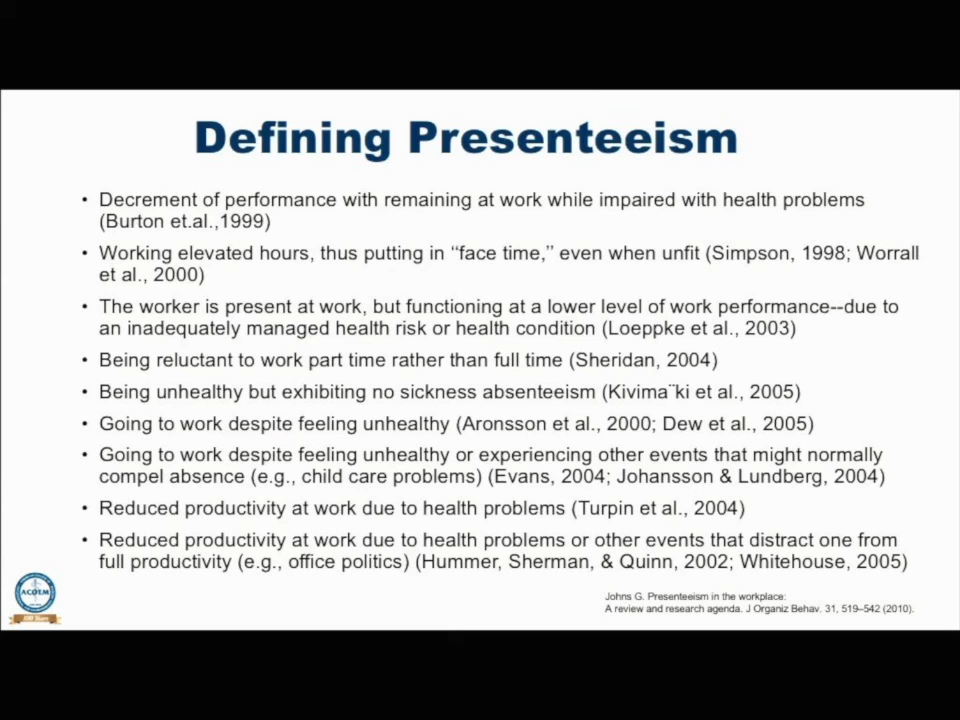 Defining Presenteeism
• Decrement of performance with remaining at work while impaired with health problems
(Burton et.al.,1999)
• Working elevated hours, thus putting in ‘‘face time,’’ even when unfit (Simpson, 1998; Worrall
et al., 2000)
• The worker is present at work, but functioning at a lower level of work performance--due to
an inadequately managed health risk or health condition (Loeppke et al., 2003)
• Being reluctant to work part time rather than full time (Sheridan, 2004)
• Being unhealthy but exhibiting no sickness absenteeism (Kivima¨ki et al., 2005)
• Going to work despite feeling unhealthy (Aronsson et al., 2000; Dew et al., 2005)
• Going to work despite feeling unhealthy or experiencing other events that might normally
compel absence (e.g., child care problems) (Evans, 2004; Johansson & Lundberg, 2004)
• Reduced productivity at work due to health problems (Turpin et al., 2004)
• Reduced productivity at work due to health problems or other events that distract one from
full productivity (e.g., office politics) (Hummer, Sherman, & Quinn, 2002; Whitehouse, 2005)
ACOEM
Johns G. Presenteeism in the workplace:
A review and research agenda. J Organiz Behav. 31, 519–542 (2010).